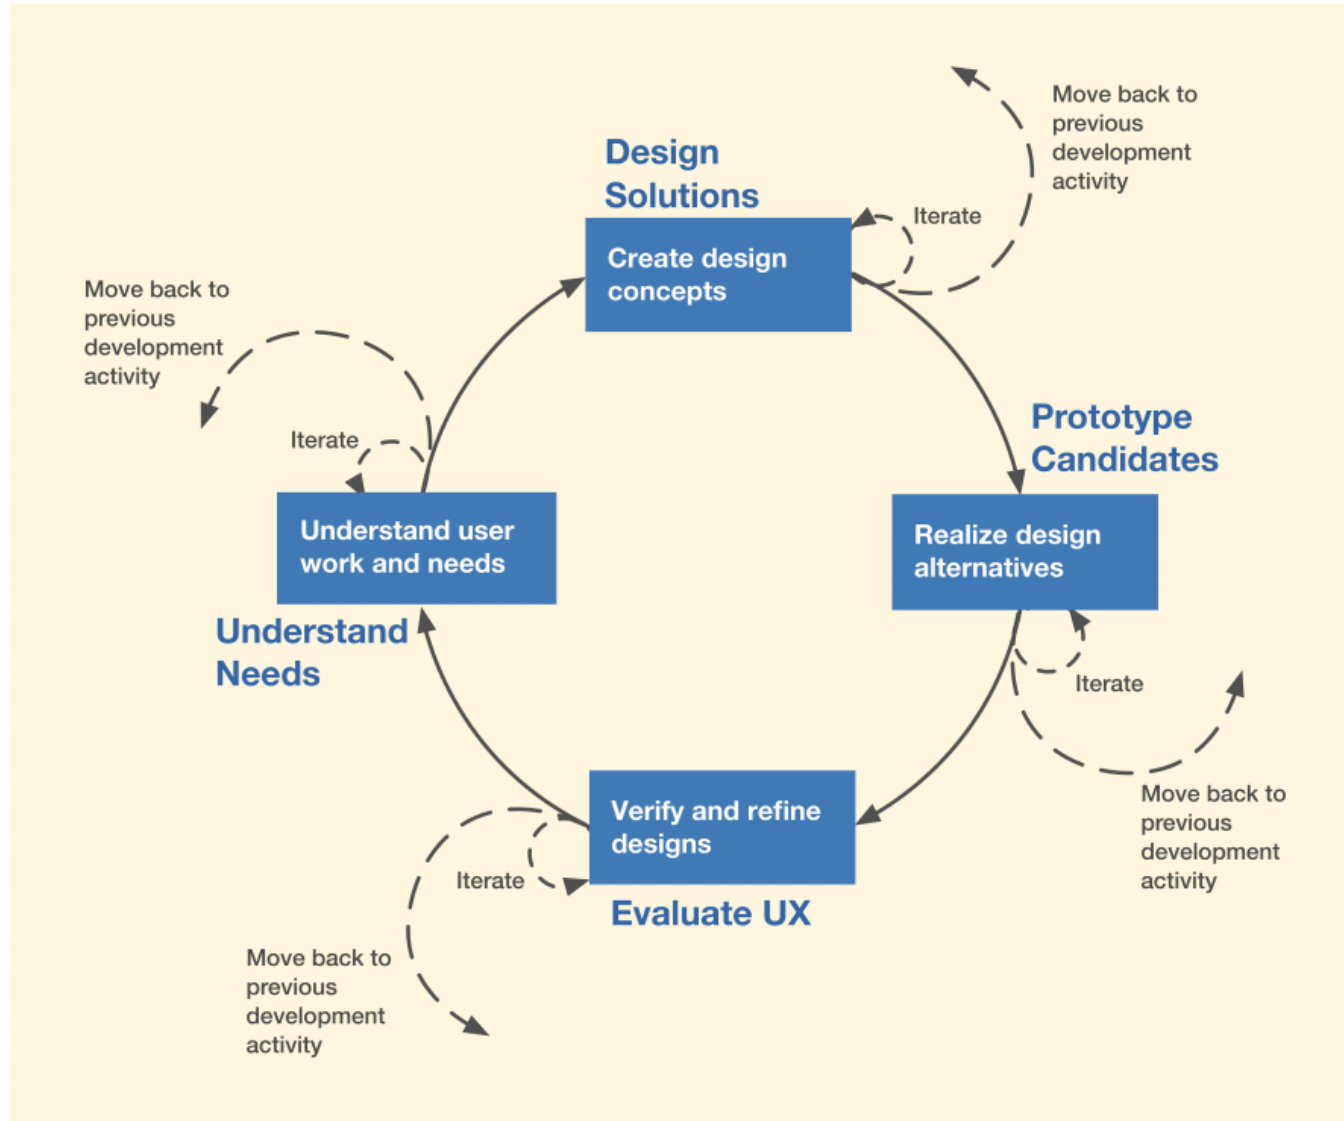 Design
Solutions
Create design
concepts
Iterate
Move back to
previous
development
activity
Prototype
Candidates
Realize design
alternatives
Iterate
Move back to
previous
development
activity
Verify and refine
designs
Evaluate UX
Iterate
Move back to
previous
development
activity
Understand user
work and needs
Understand
Needs
Iterate
Move back to
previous
development
activity